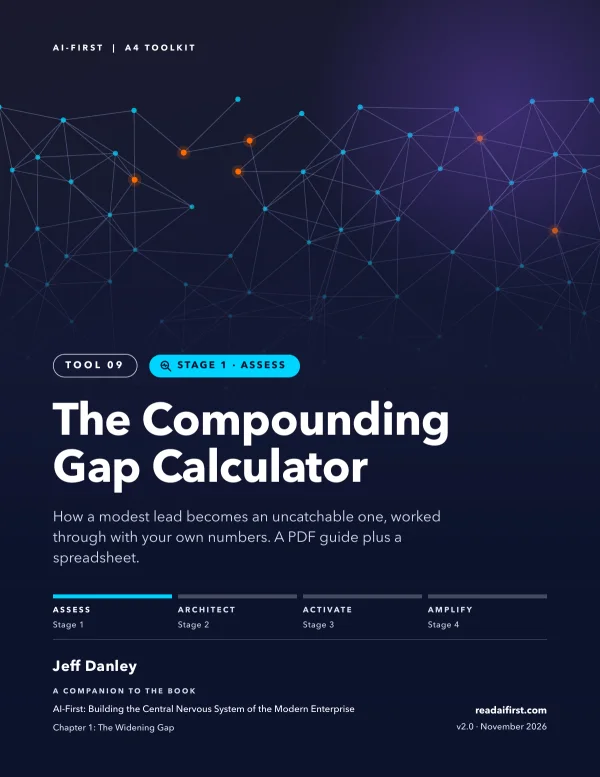 AI-FIRST | A4 TOOLKIT
TOOL 09
STAGE 1 · ASSESS
The Compounding
Gap Calculator
How a modest lead becomes an uncatchable one, worked
through with your own numbers. A PDF guide plus a
spreadsheet.
ASSESS
Stage 1
ARCHITECT
Stage 2
ACTIVATE
Stage 3
AMPLIFY
Stage 4
Jeff Danley
A COMPANION TO THE BOOK
AI-First: Building the Central Nervous System of the Modern Enterprise
Chapter 1: The Widening Gap
readaifirst.com
v2.0 · November 2026